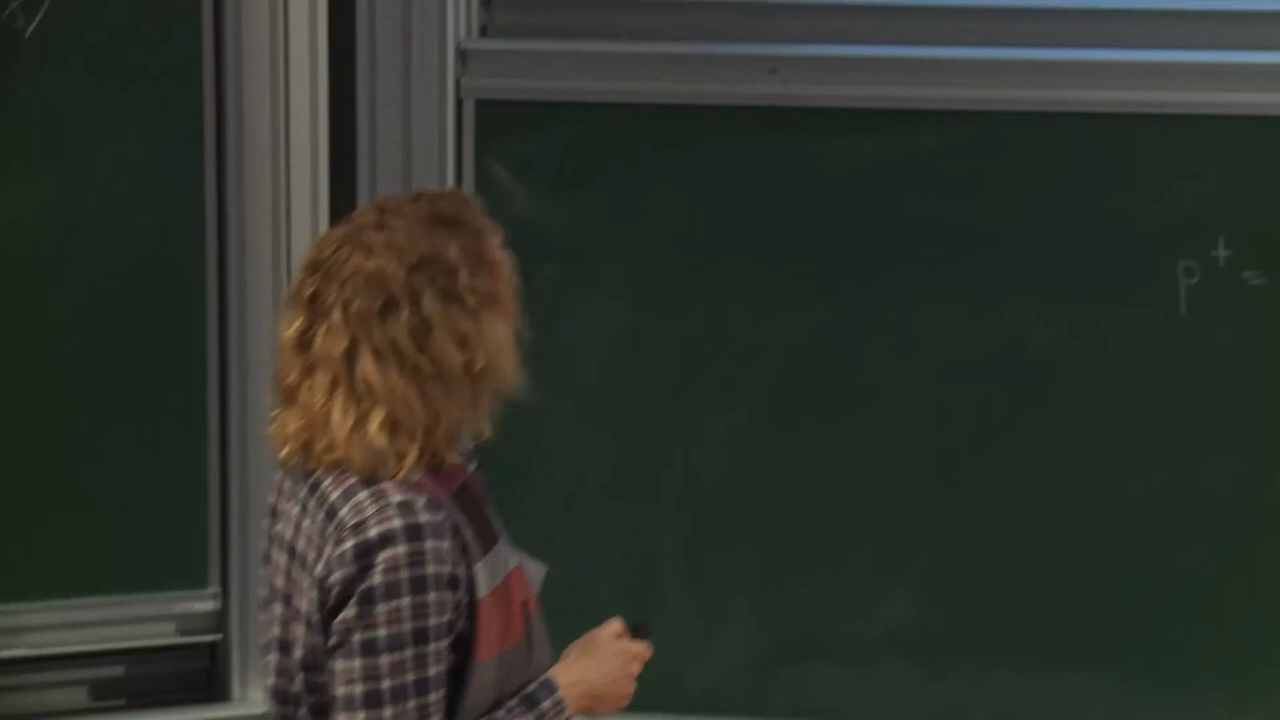 p⁺ =